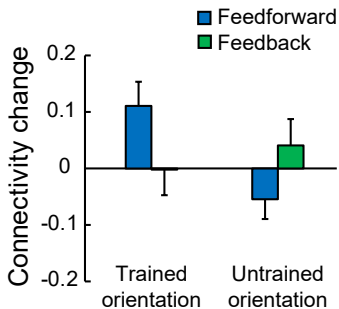 Feedforward
Feedback
Connectivity change
0.2
0.1
0
-0.1
-0.2
Trained
orientation
Untrained
orientation